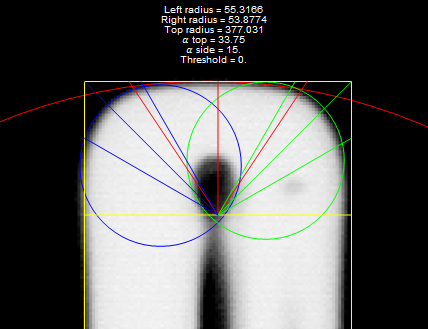 Left radius = 55.3166
Right radius = 53.8774
Top radius = 377.031
α top = 33.75
α side = 15.
Threshold = 0.